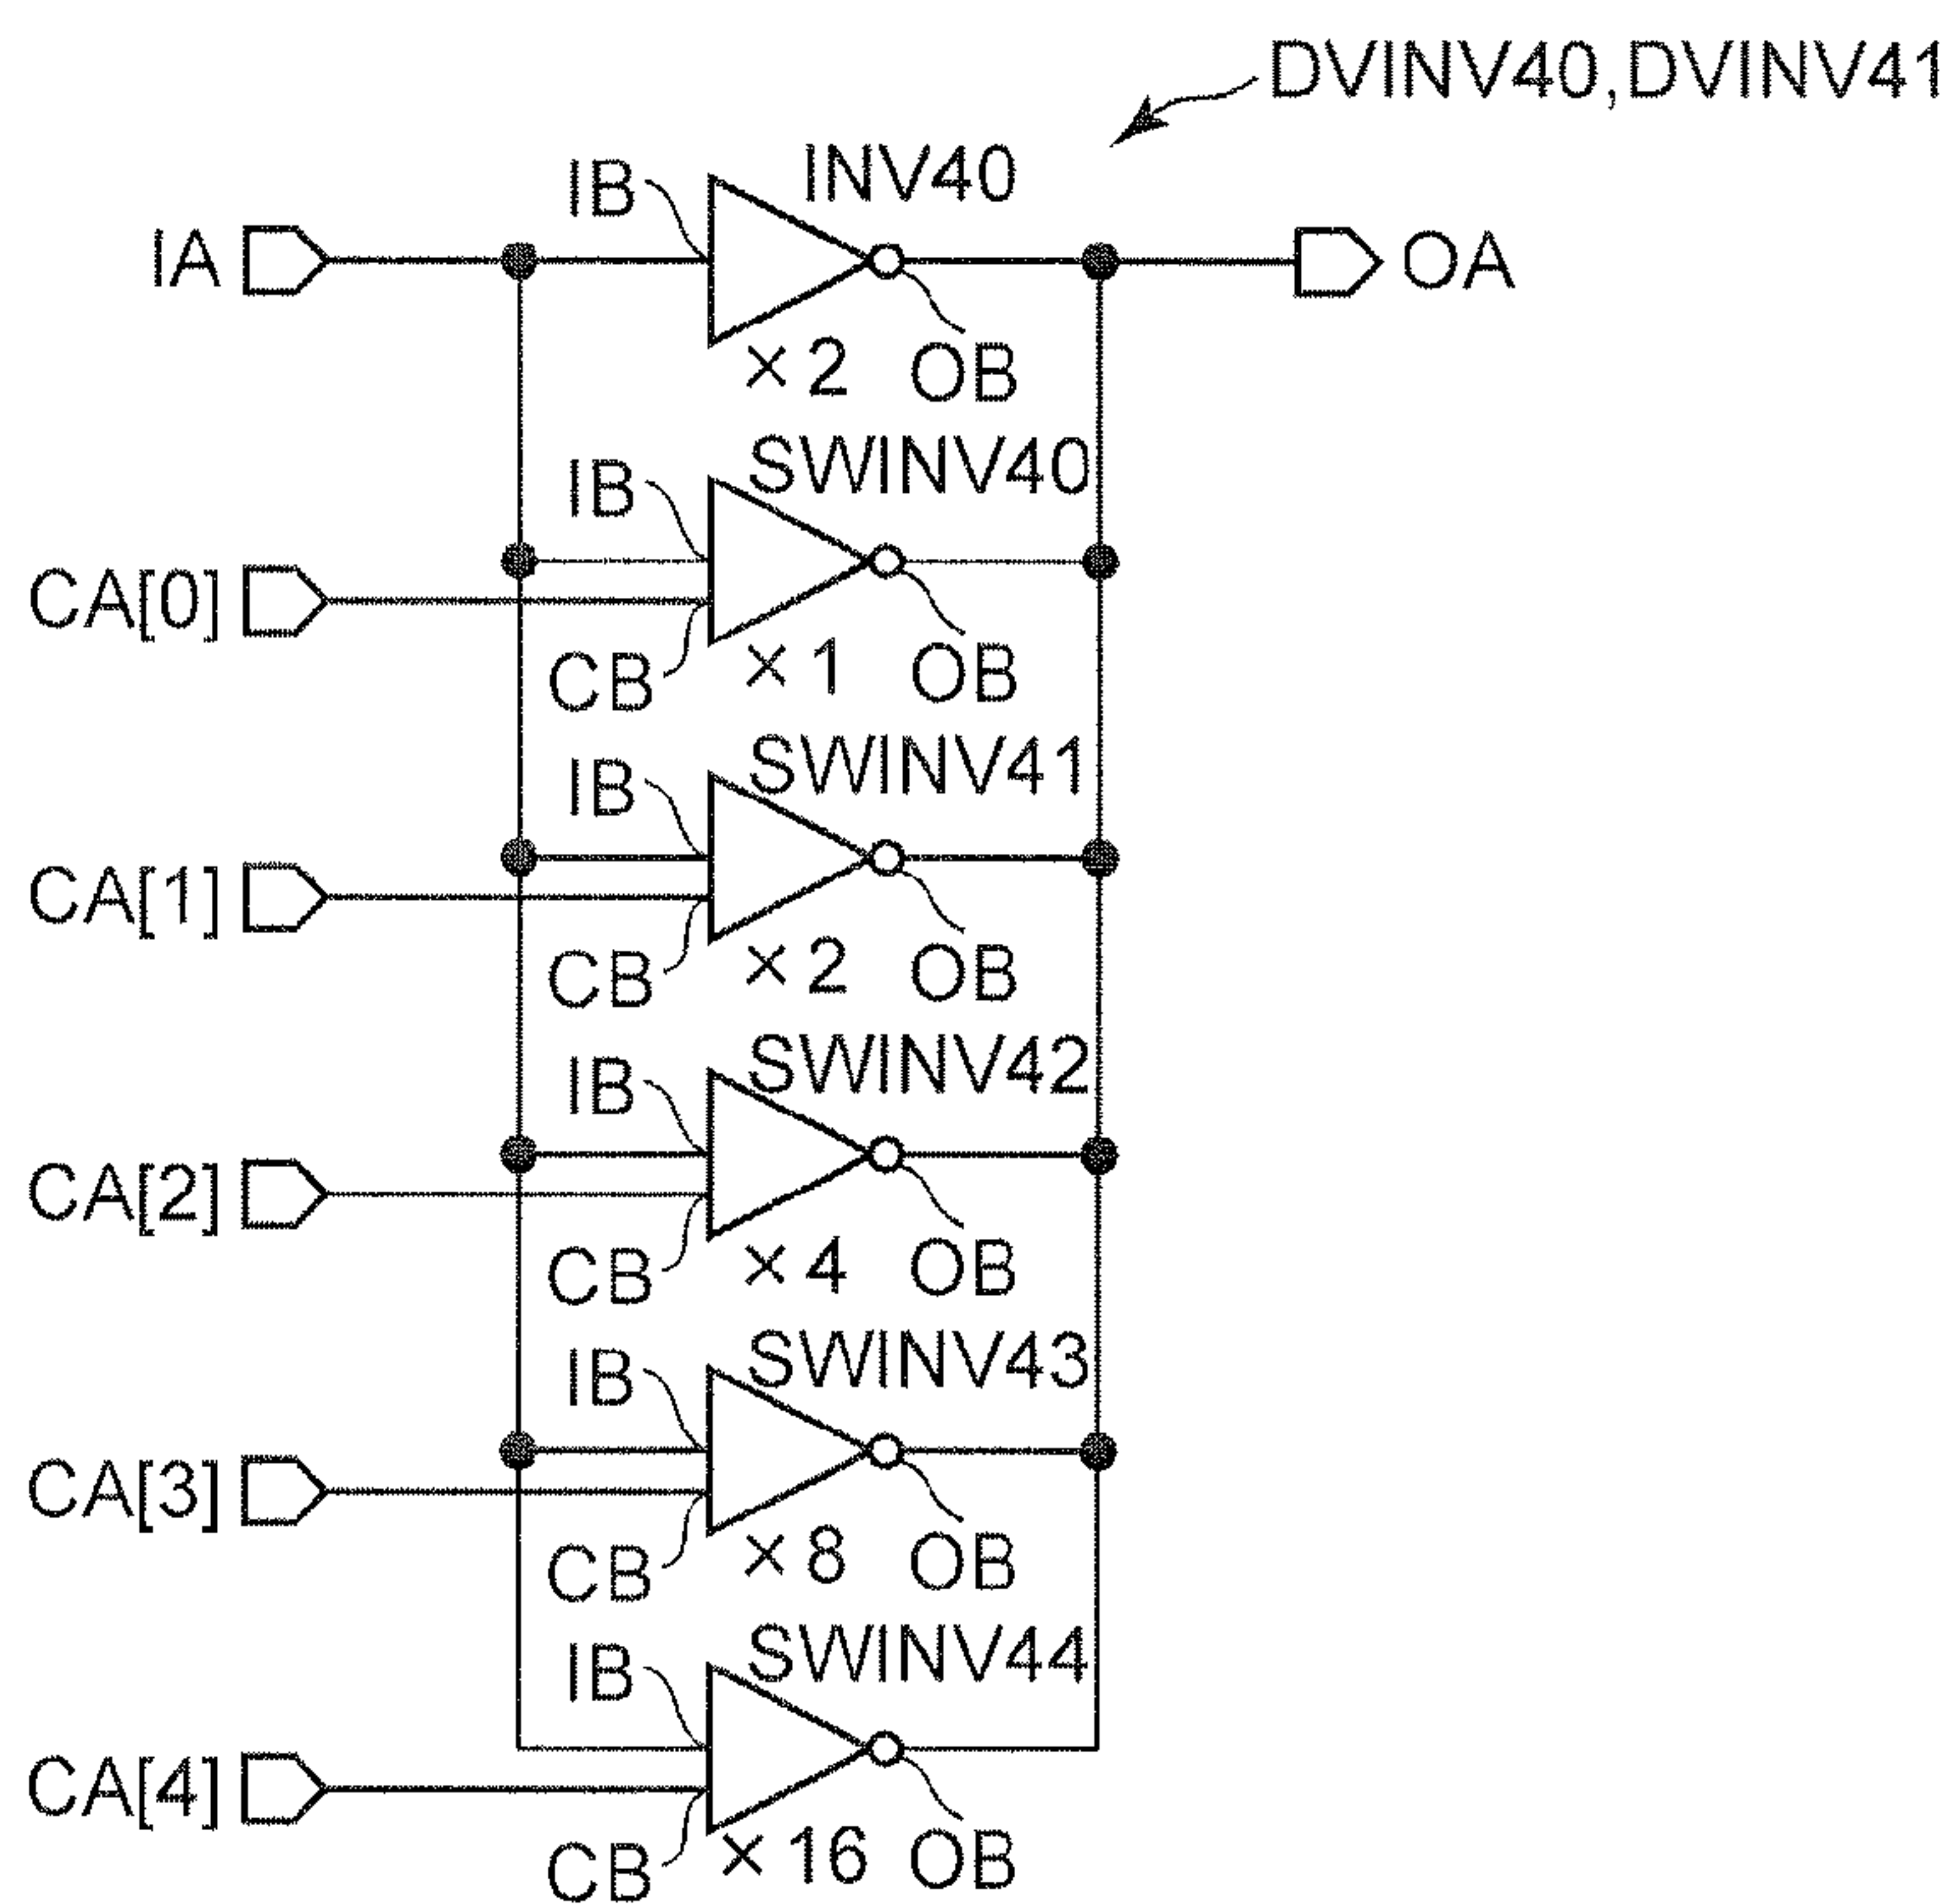 DVINV40,DVINV41
INV40
IB
IA
OA
×2
OB
SWINV40
IB
CA[0]
CB
×1
OB
SWINV41
IB
CA[1]
CB
×2
OB
SWINV42
IB
CA[2]
CB
×4
OB
SWINV43
IB
CA[3]
CB
×8
OB
SWINV44
IB
CA[4]
CB
×16
OB